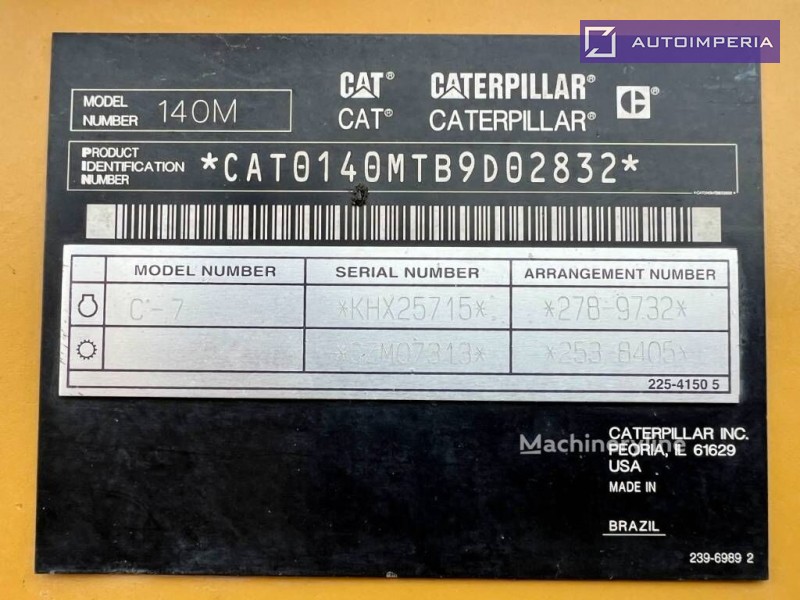 AUTOIMPERIA
CAT® CATERPILLAR®
MODEL NUMBER 140M
CAT® CATERPILLAR®
PRODUCT IDENTIFICATION NUMBER *CAT0140MTB9D02832*
MODEL NUMBER SERIAL NUMBER ARRANGEMENT NUMBER
C-7 *KHX25715* *278-9732*
*253-8405*
225-4150 5
Machineryline
CATERPILLAR INC.
PEORIA, IL 61629
USA
MADE IN
BRAZIL
239-6989 2